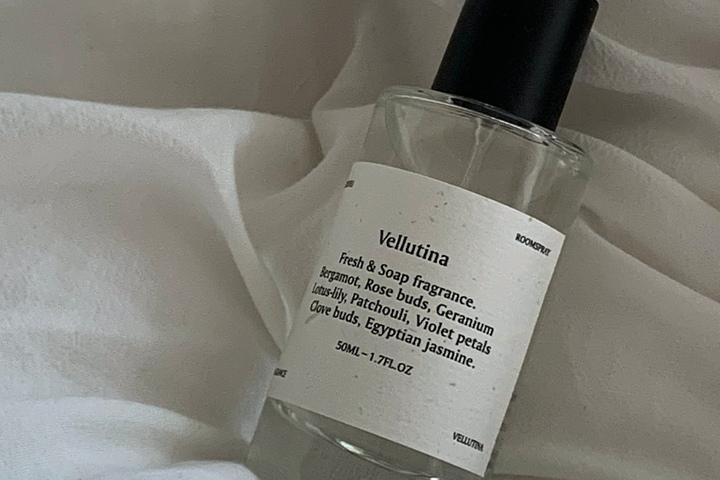 ROOMSPRAY
Vellutina
Fresh & Soap fragrance.
Bergamot, Rose buds, Geranium
Lotus-lily, Patchouli, Violet petals
Clove buds, Egyptian jasmine.
50ML – 1.7FL.OZ
VELLUTINA